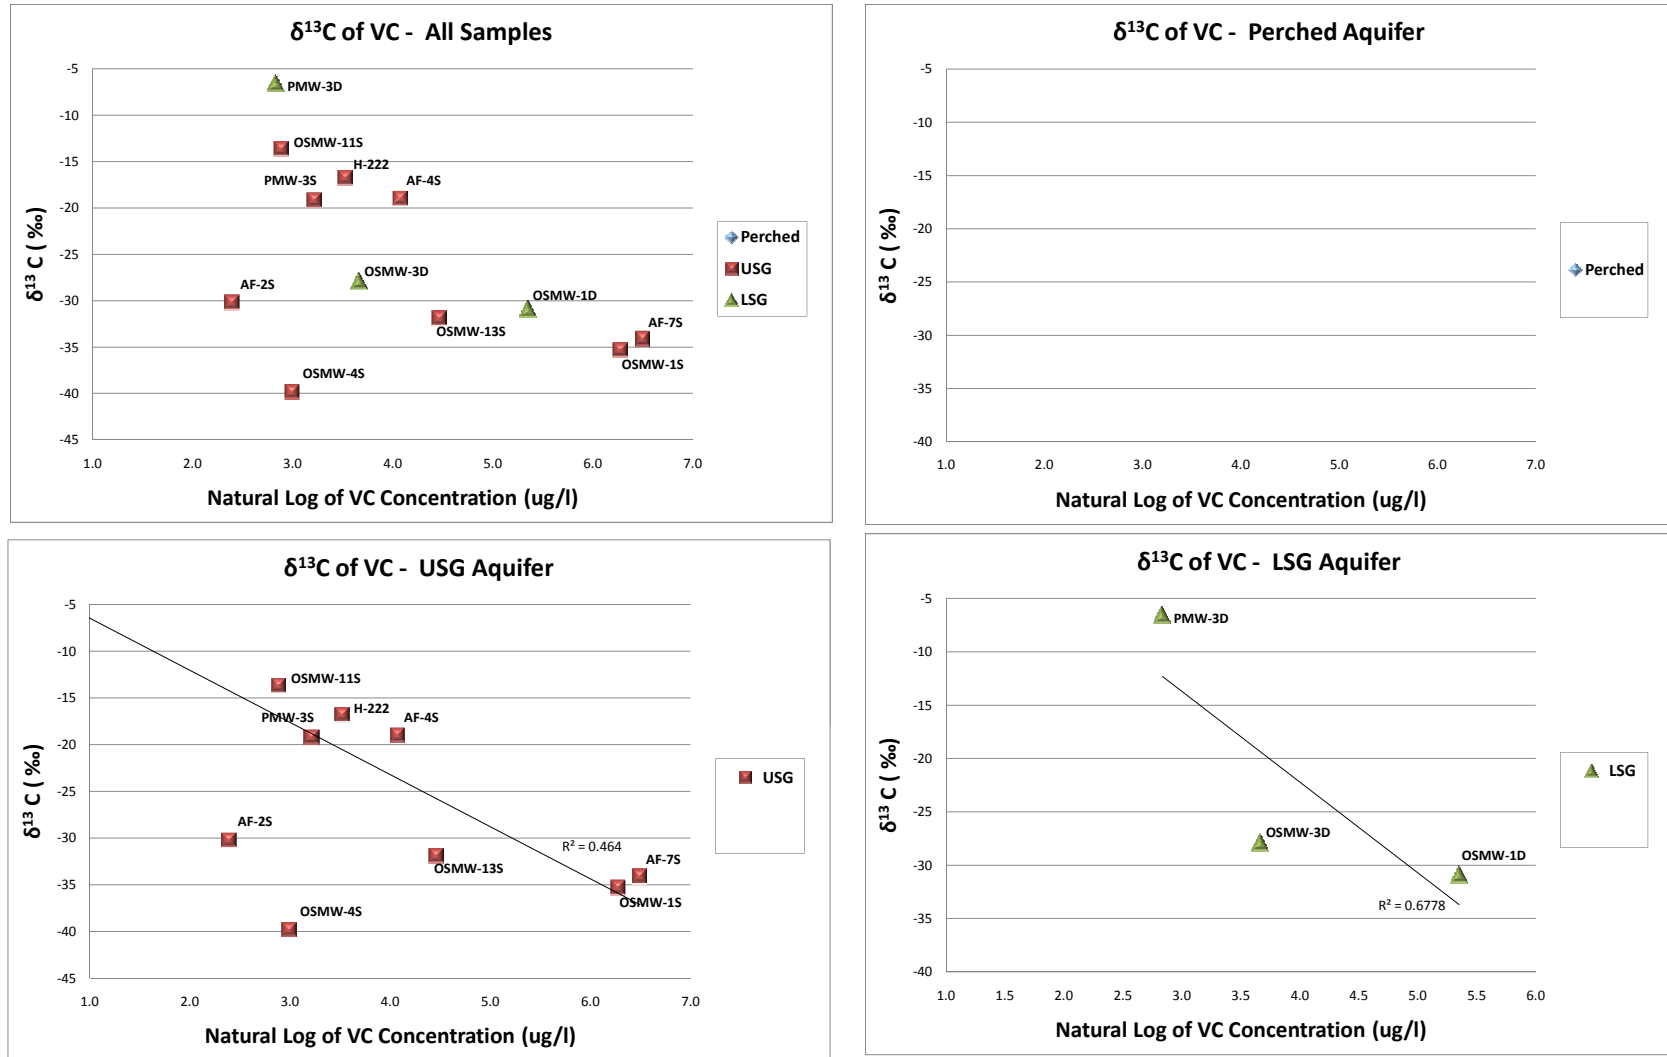 δ¹³C of VC - All Samples
-5
-10
-15
-20
-25
-30
-35
-40
-45
1.0 2.0 3.0 4.0 5.0 6.0 7.0
δ¹³ C ( ‰)
Natural Log of VC Concentration (ug/l)
PMW-3D
OSMW-11S
H-222
PMW-3S
AF-4S
OSMW-3D
AF-2S
OSMW-1D
OSMW-13S
AF-7S
OSMW-1S
OSMW-4S
Perched
USG
LSG
δ¹³C of VC - Perched Aquifer
-5
-10
-15
-20
-25
-30
-35
-40
1.0 2.0 3.0 4.0 5.0 6.0 7.0
δ¹³ C ( ‰)
Natural Log of VC Concentration (ug/l)
Perched
δ¹³C of VC - USG Aquifer
-5
-10
-15
-20
-25
-30
-35
-40
-45
1.0 2.0 3.0 4.0 5.0 6.0 7.0
δ¹³ C ( ‰)
Natural Log of VC Concentration (ug/l)
OSMW-11S
H-222
PMW-3S
AF-4S
AF-2S
R² = 0.464
OSMW-13S
AF-7S
OSMW-1S
OSMW-4S
USG
δ¹³C of VC - LSG Aquifer
-5
-10
-15
-20
-25
-30
-35
-40
1.0 1.5 2.0 2.5 3.0 3.5 4.0 4.5 5.0 5.5 6.0
δ¹³ C ( ‰)
Natural Log of VC Concentration (ug/l)
PMW-3D
OSMW-3D
OSMW-1D
R² = 0.6778
LSG